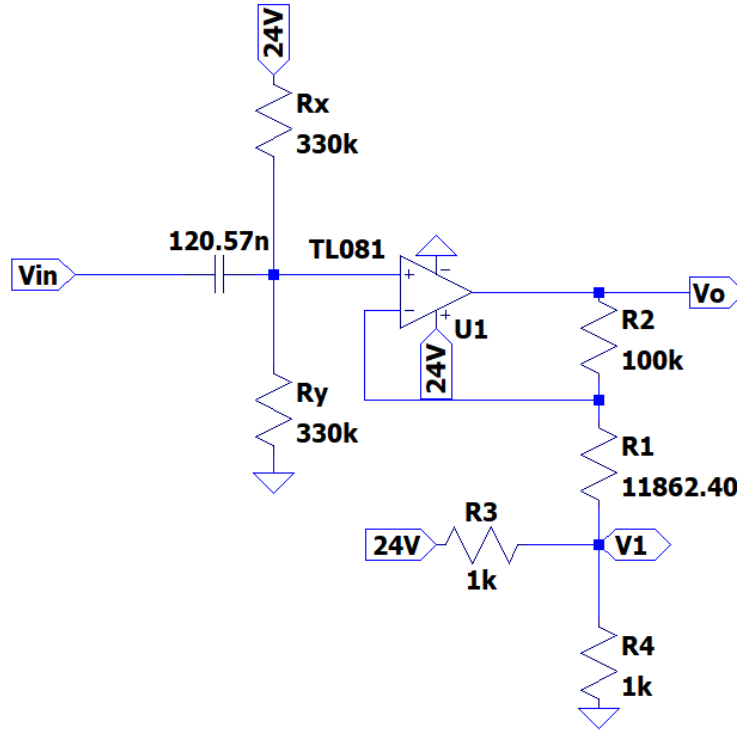 24V
Rx
330k
120.57n
TL081
Vin
+
-
-
+
U1
24V
Vo
R2
100k
Ry
330k
R1
11862.40
R3
24V
1k
V1
R4
1k